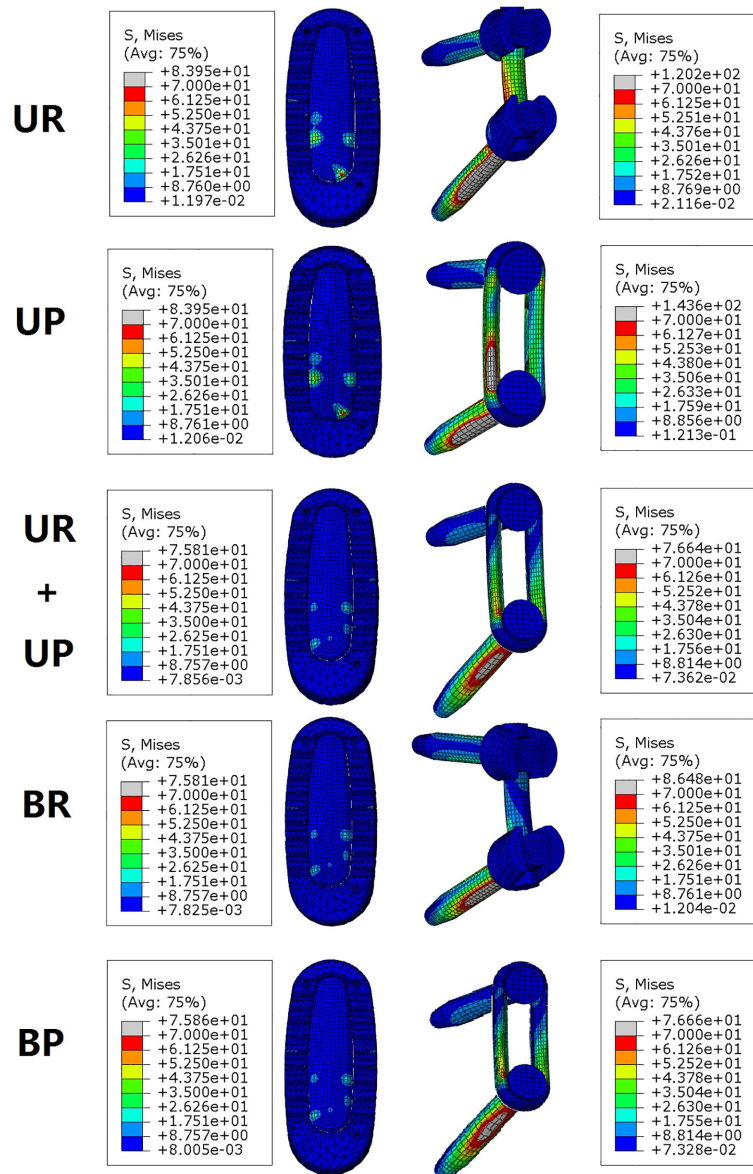 UR
S, Mises
(Avg: 75%)
+8.395e+01
+7.000e+01
+6.125e+01
+5.250e+01
+4.375e+01
+3.501e+01
+2.626e+01
+1.751e+01
+8.760e+00
+1.197e-02
S, Mises
(Avg: 75%)
+1.202e+02
+7.000e+01
+6.125e+01
+5.251e+01
+4.376e+01
+3.501e+01
+2.626e+01
+1.752e+01
+8.769e+00
+2.116e-02
UP
S, Mises
(Avg: 75%)
+8.395e+01
+7.000e+01
+6.125e+01
+5.250e+01
+4.375e+01
+3.501e+01
+2.626e+01
+1.751e+01
+8.761e+00
+1.206e-02
S, Mises
(Avg: 75%)
+1.436e+02
+7.000e+01
+6.127e+01
+5.253e+01
+4.380e+01
+3.506e+01
+2.633e+01
+1.759e+01
+8.856e+00
+1.213e-01
UR
+
UP
S, Mises
(Avg: 75%)
+7.581e+01
+7.000e+01
+6.125e+01
+5.250e+01
+4.375e+01
+3.500e+01
+2.625e+01
+1.751e+01
+8.757e+00
+7.856e-03
S, Mises
(Avg: 75%)
+7.664e+01
+7.000e+01
+6.126e+01
+5.252e+01
+4.378e+01
+3.504e+01
+2.630e+01
+1.756e+01
+8.814e+00
+7.362e-02
BR
S, Mises
(Avg: 75%)
+7.581e+01
+7.000e+01
+6.125e+01
+5.250e+01
+4.375e+01
+3.500e+01
+2.625e+01
+1.751e+01
+8.757e+00
+7.825e-03
S, Mises
(Avg: 75%)
+8.648e+01
+7.000e+01
+6.125e+01
+5.250e+01
+4.375e+01
+3.501e+01
+2.626e+01
+1.751e+01
+8.761e+00
+1.204e-02
BP
S, Mises
(Avg: 75%)
+7.586e+01
+7.000e+01
+6.125e+01
+5.250e+01
+4.375e+01
+3.500e+01
+2.626e+01
+1.751e+01
+8.757e+00
+8.005e-03
S, Mises
(Avg: 75%)
+7.666e+01
+7.000e+01
+6.126e+01
+5.252e+01
+4.378e+01
+3.504e+01
+2.630e+01
+1.755e+01
+8.814e+00
+7.328e-02